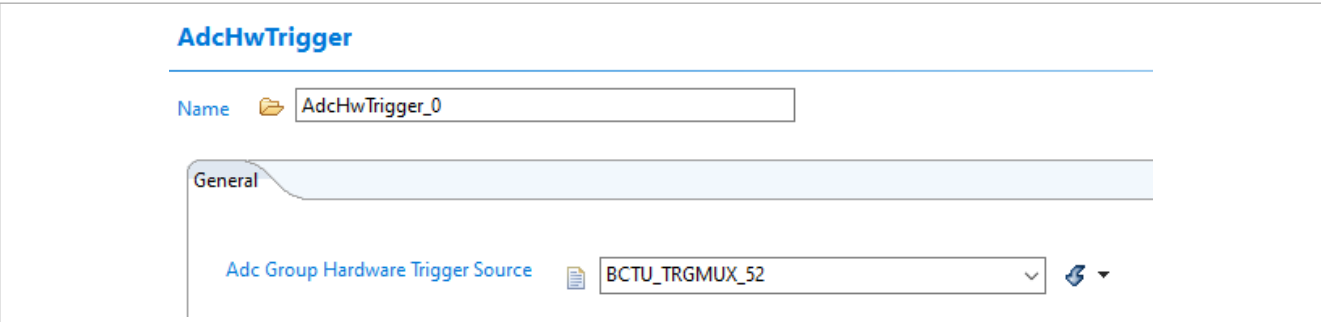 AdcHwTrigger
Name AdcHwTrigger_0
General
Adc Group Hardware Trigger Source BCTU_TRGMUX_52